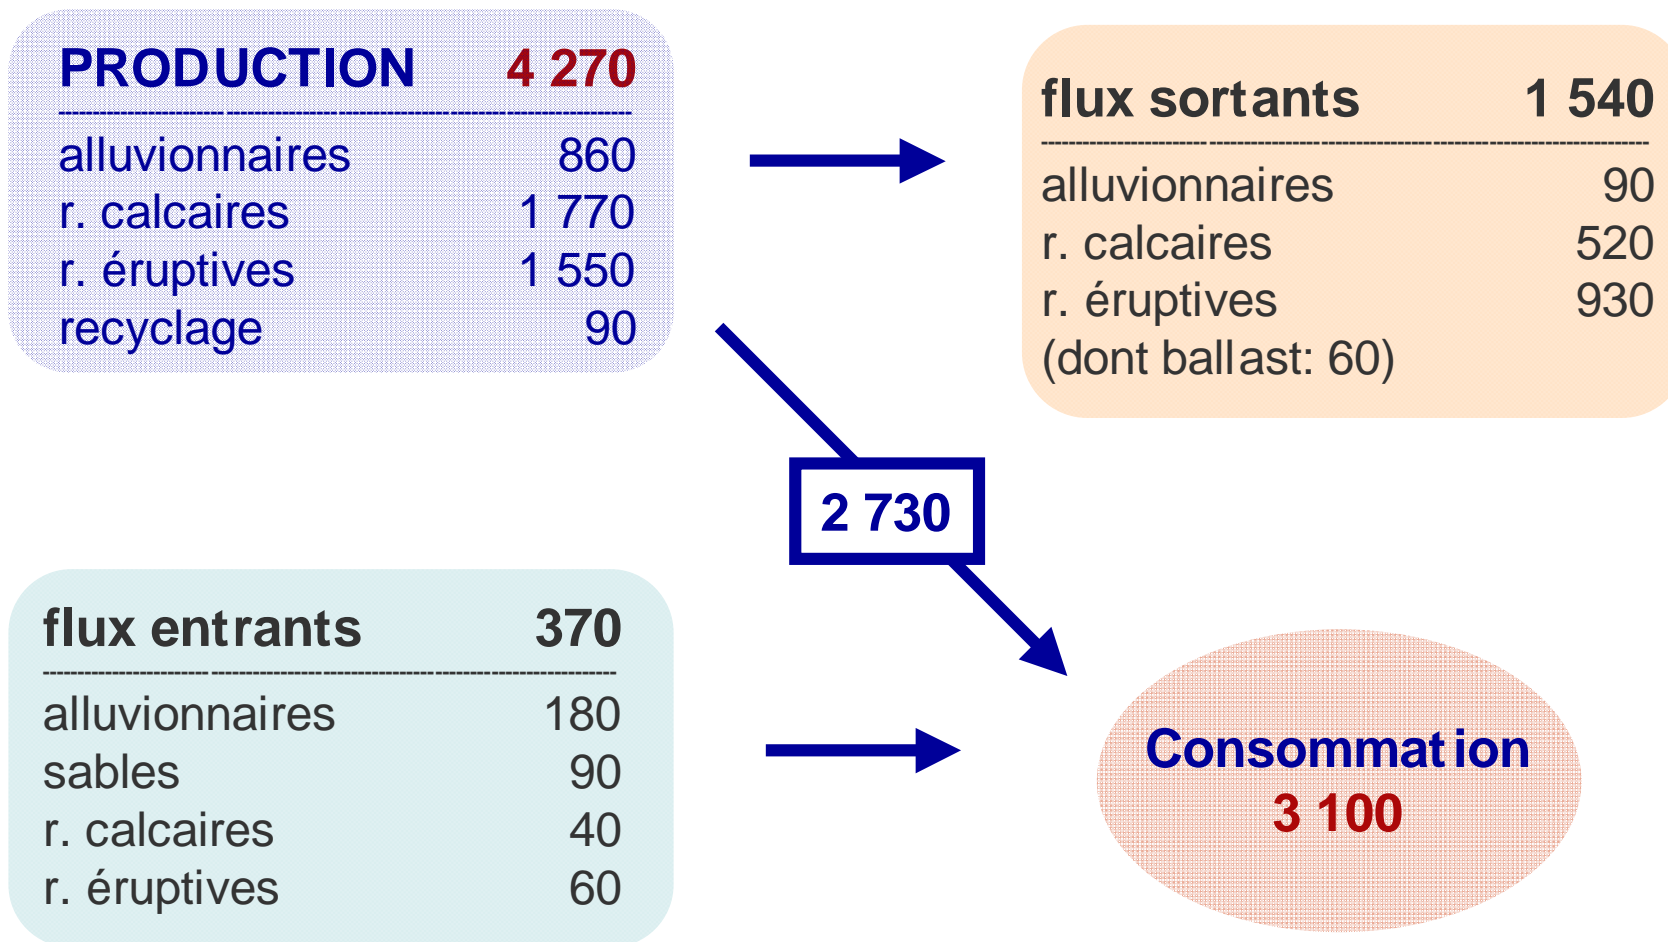 PRODUCTION 4 270
alluvionnaires 860
r. calcaires 1 770
r. éruptives 1 550
recyclage 90
flux sortants 1 540
alluvionnaires 90
r. calcaires 520
r. éruptives 930
(dont ballast: 60)
2 730
flux entrants 370
alluvionnaires 180
sables 90
r. calcaires 40
r. éruptives 60
Consommation
3 100